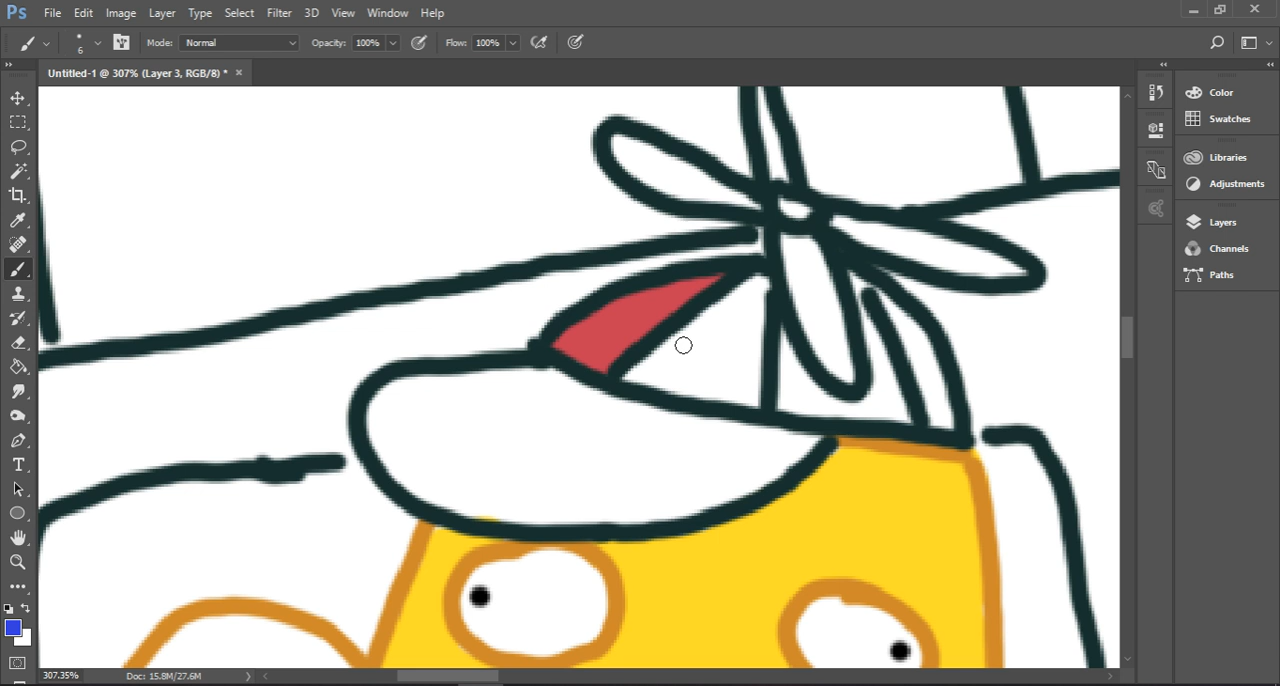 Ps File Edit Image Layer Type Select Filter 3D View Window Help
6 Mode: Normal Opacity: 100% Flow: 100%
Untitled-1 @ 307% (Layer 3, RGB/8) * ×
Color
Swatches
Libraries
Adjustments
Layers
Channels
Paths
T
307.35% Doc: 15.8M/27.6M